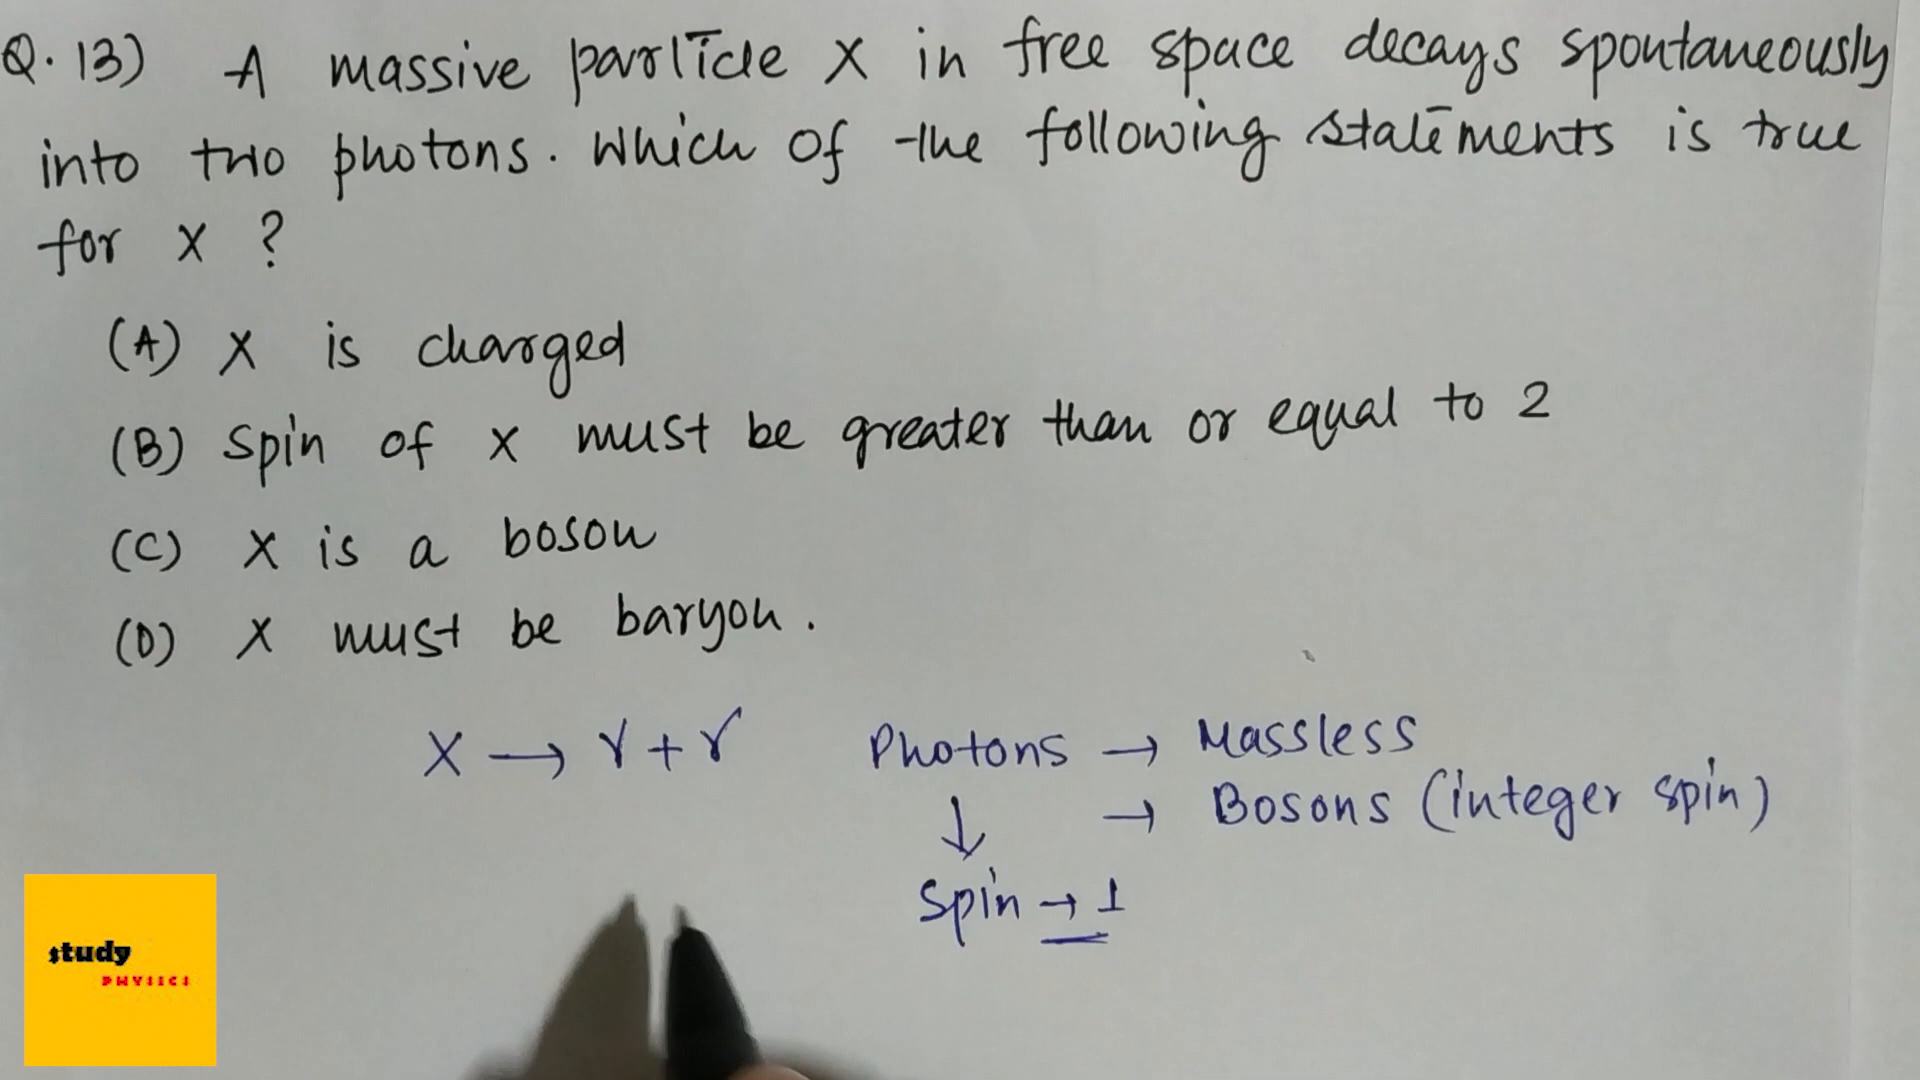 Q.13) A massive particle X in free space decays spontaneously
into two photons. Which of the following statements is true
for X ?
(A) X is charged
(B) Spin of X must be greater than or equal to 2
(C) X is a boson
(D) X must be baryon.
X → γ + γ Photons → Massless
↓ → Bosons (integer spin)
Spin → 1
study
PHYSICS